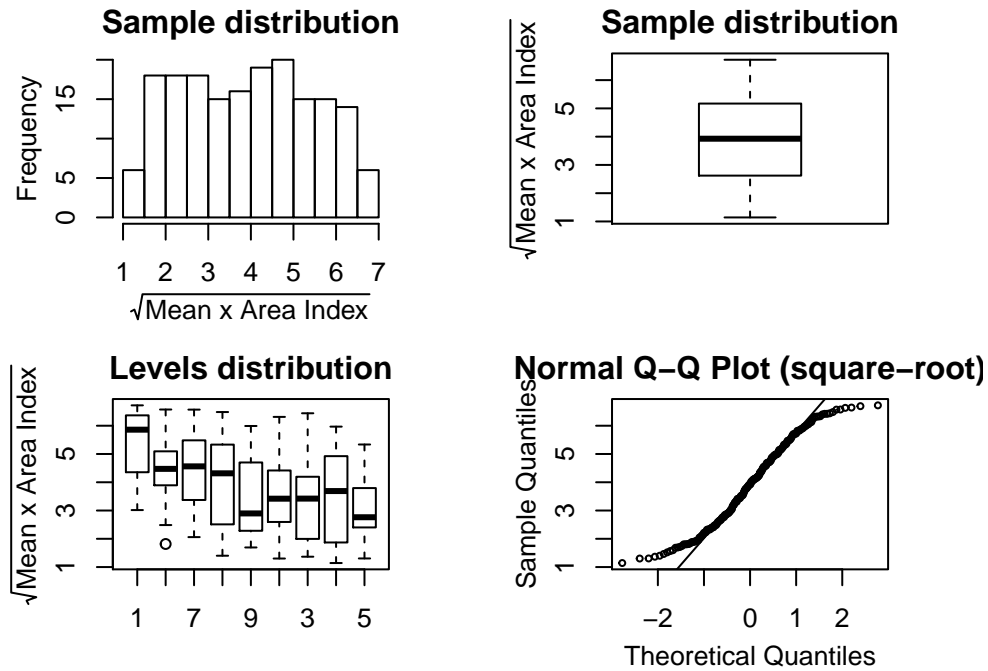 Sample distribution
Frequency
0 5 15
1 2 3 4 5 6 7
√Mean x Area Index
Sample distribution
√Mean x Area Index
1 3 5
Levels distribution
√Mean x Area Index
1 3 5
1 7 9 3 5
Normal Q−Q Plot (square−root)
Sample Quantiles
1 3 5
−2 0 1 2
Theoretical Quantiles